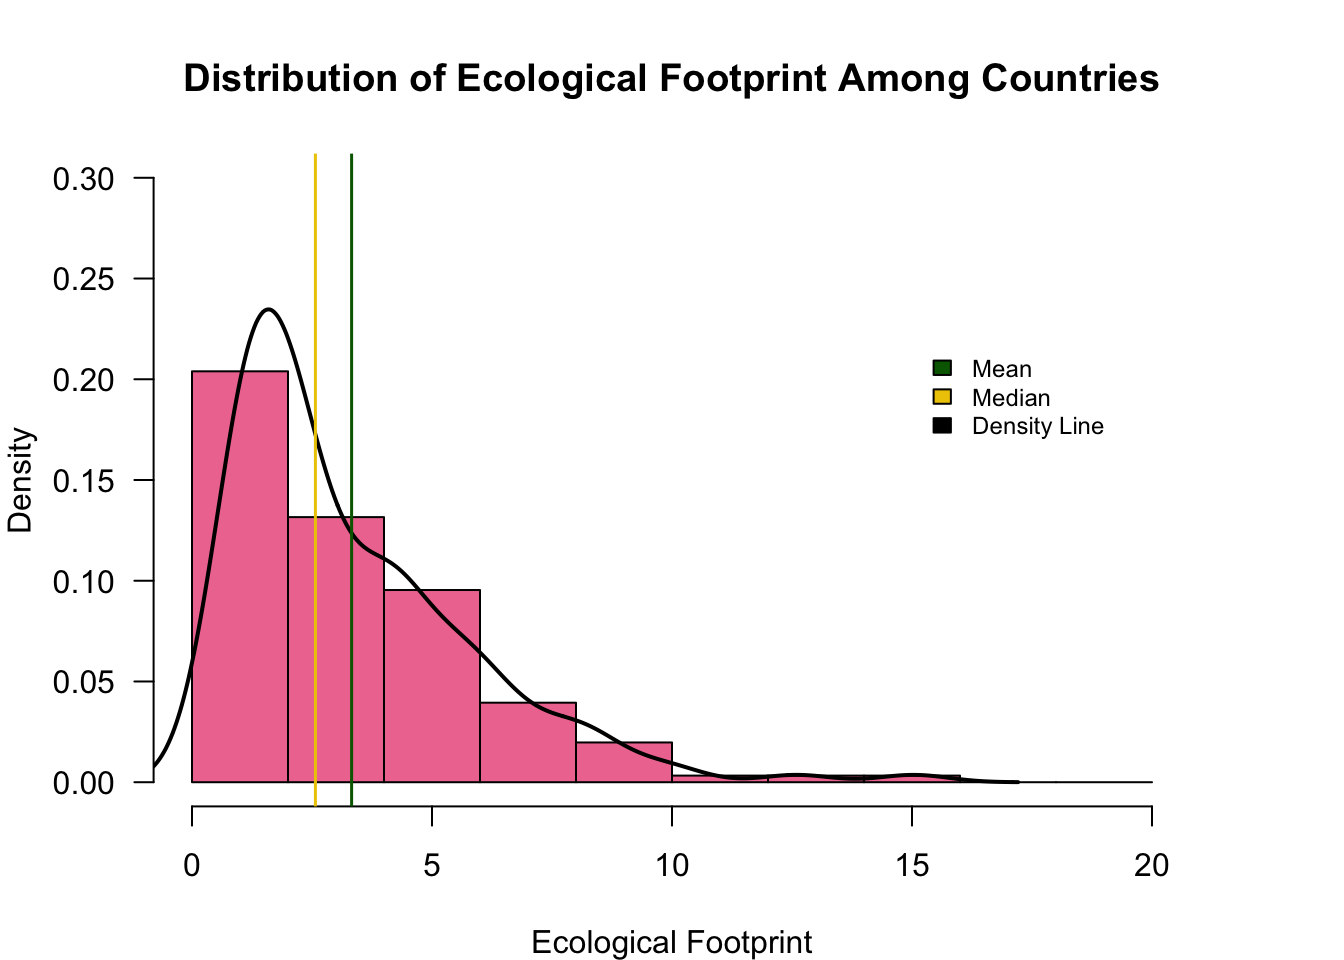 Distribution of Ecological Footprint Among Countries
0.30
0.25
0.20
0.15
0.10
0.05
0.00
Density
Mean
Median
Density Line
0 5 10 15 20
Ecological Footprint